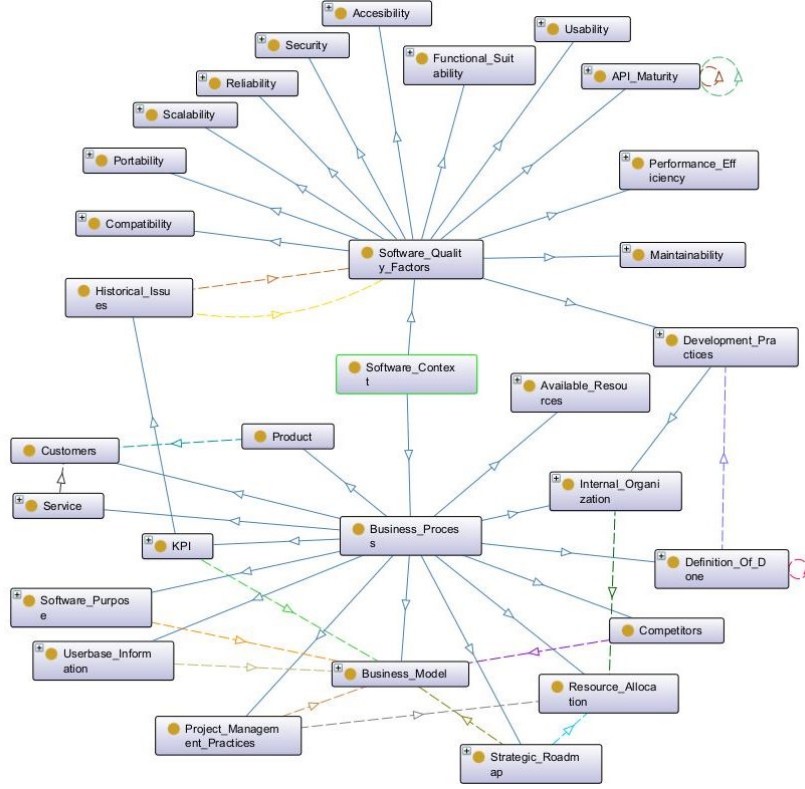 Accesibility
Usability
Security
Functional_Suit
ability
API_Maturity
Reliability
Scalability
Portability
Performance_Eff
iciency
Compatibility
Software_Qualit
y_Factors
Maintainability
Historical_Issu
es
Development_Pra
ctices
Software_Contex
t
Available_Resou
rces
Product
Customers
Internal_Organi
zation
Service
Business_Proces
s
KPI
Definition_Of_D
one
Software_Purpos
e
Competitors
Userbase_Inform
ation
Business_Model
Resource_Alloca
tion
Project_Managem
ent_Practices
Strategic_Roadm
ap